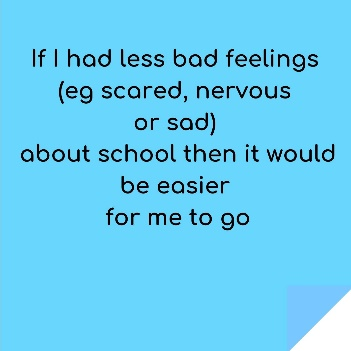 If I had less bad feelings
(eg scared, nervous
or sad)
about school then it would
be easier
for me to go